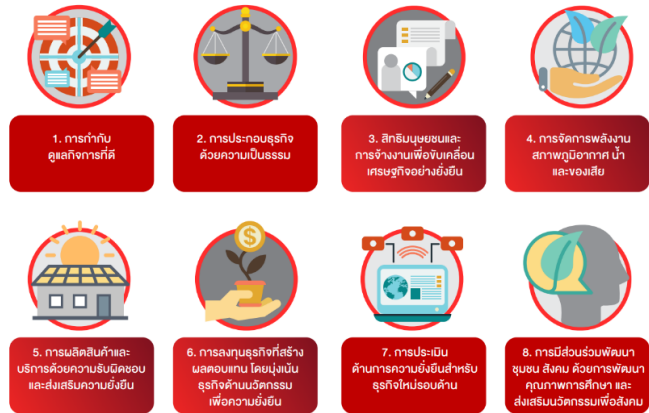 1. การกำกับ
ดูแลกิจการที่ดี
2. การประกอบธุรกิจ
ด้วยความเป็นธรรม
3. สิทธิมนุษยชนและ
การจ้างงานเพื่อขับเคลื่อน
เศรษฐกิจอย่างยั่งยืน
4. การจัดการพลังงาน
สภาพภูมิอากาศ น้ำ
และของเสีย
5. การผลิตสินค้าและ
บริการด้วยความรับผิดชอบ
และส่งเสริมความยั่งยืน
6. การลงทุนธุรกิจที่สร้าง
ผลตอบแทน โดยมุ่งเน้น
ธุรกิจด้านนวัตกรรม
เพื่อความยั่งยืน
7. การประเมิน
ด้านความยั่งยืนสำหรับ
ธุรกิจใหม่รอบด้าน
8. การมีส่วนร่วมพัฒนา
ชุมชน สังคม ด้วยการพัฒนา
คุณภาพการศึกษา และ
ส่งเสริมนวัตกรรมเพื่อสังคม